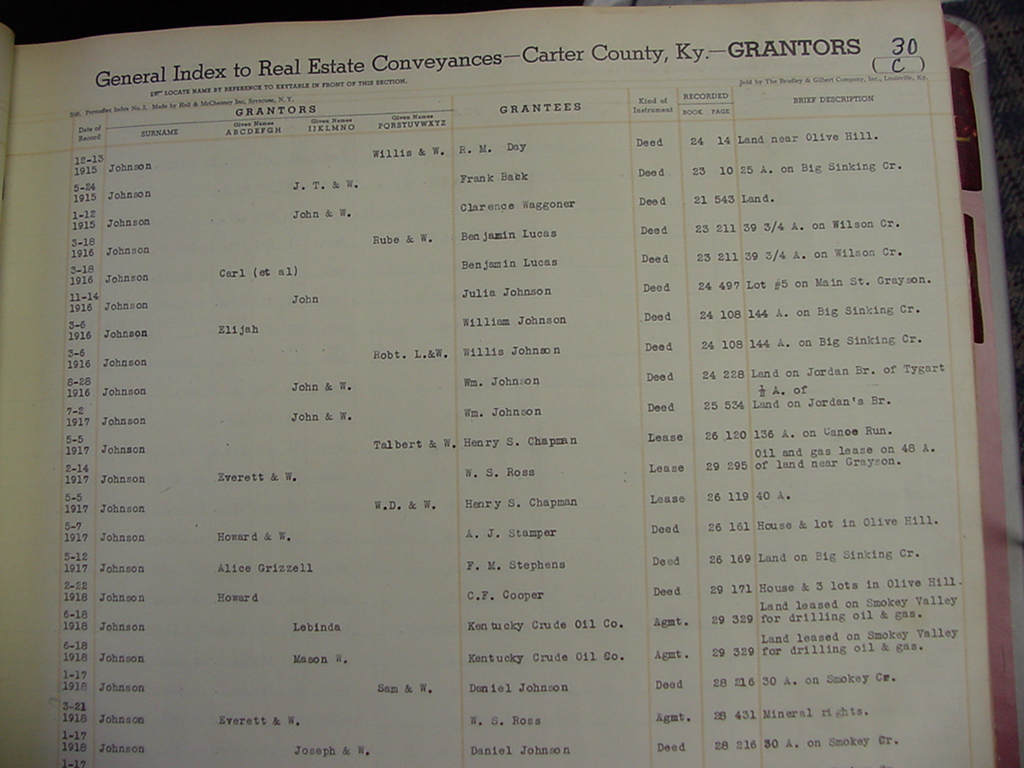 General Index to Real Estate Conveyances—Carter County, Ky.—GRANTORS 30
C
LOCATE NAME BY REFERENCE TO KEYTABLE IN FRONT OF THIS SECTION.
Permadex Index No. 3. Made by Hall & McChesney Inc, Syracuse, N. Y.
Sold by The Bradley & Gilbert Company, Inc., Louisville, Ky.
GRANTORS GRANTEES Kind of Instrument RECORDED BRIEF DESCRIPTION
Date of Record SURNAME Given Names ABCDEFGH Given Names IJKLMNO Given Names PQRSTUVWXYZ BOOK PAGE
12-13 1915 Johnson Willis & W. R. M. Day Deed 24 14 Land near Olive Hill.
5-24 1915 Johnson J. T. & W. Frank Back Deed 23 10 25 A. on Big Sinking Cr.
1-12 1915 Johnson John & W. Clarence Waggoner Deed 21 543 Land.
3-18 1916 Johnson Rube & W. Benjamin Lucas Deed 23 211 39 3/4 A. on Wilson Cr.
3-18 1916 Johnson Carl (et al) Benjamin Lucas Deed 23 211 39 3/4 A. on Wilson Cr.
11-14 1916 Johnson John Julia Johnson Deed 24 497 Lot #5 on Main St. Grayson.
3-6 1916 Johnson Elijah William Johnson Deed 24 108 144 A. on Big Sinking Cr.
3-6 1916 Johnson Robt. L.&W. Willis Johnson Deed 24 108 144 A. on Big Sinking Cr.
8-28 1916 Johnson John & W. Wm. Johnson Deed 24 228 Land on Jordan Br. of Tygart
½ A. of
7-2 1917 Johnson John & W. Wm. Johnson Deed 25 534 Land on Jordan's Br.
5-5 1917 Johnson Talbert & W. Henry S. Chapman Lease 26 120 136 A. on Canoe Run.
Oil and gas lease on 48 A.
2-14 1917 Johnson Everett & W. W. S. Ross Lease 29 295 of land near Grayson.
5-5 1917 Johnson W.D. & W. Henry S. Chapman Lease 26 119 40 A.
5-7 1917 Johnson Howard & W. A. J. Stamper Deed 26 161 House & lot in Olive Hill.
5-12 1917 Johnson Alice Grizzell F. M. Stephens Deed 26 169 Land on Big Sinking Cr.
2-22 1918 Johnson Howard C.F. Cooper Deed 29 171 House & 3 lots in Olive Hill.
Land leased on Smokey Valley
6-18 1918 Johnson Lebinda Kentucky Crude Oil Co. Agmt. 29 329 for drilling oil & gas.
Land leased on Smokey Valley
6-18 1918 Johnson Mason W. Kentucky Crude Oil Co. Agmt. 29 329 for drilling oil & gas.
1-17 1918 Johnson Sam & W. Daniel Johnson Deed 28 216 30 A. on Smokey Cr.
3-21 1918 Johnson Everett & W. W. S. Ross Agmt. 28 431 Mineral rights.
1-17 1918 Johnson Joseph & W. Daniel Johnson Deed 28 216 30 A. on Smokey Cr.
1-17